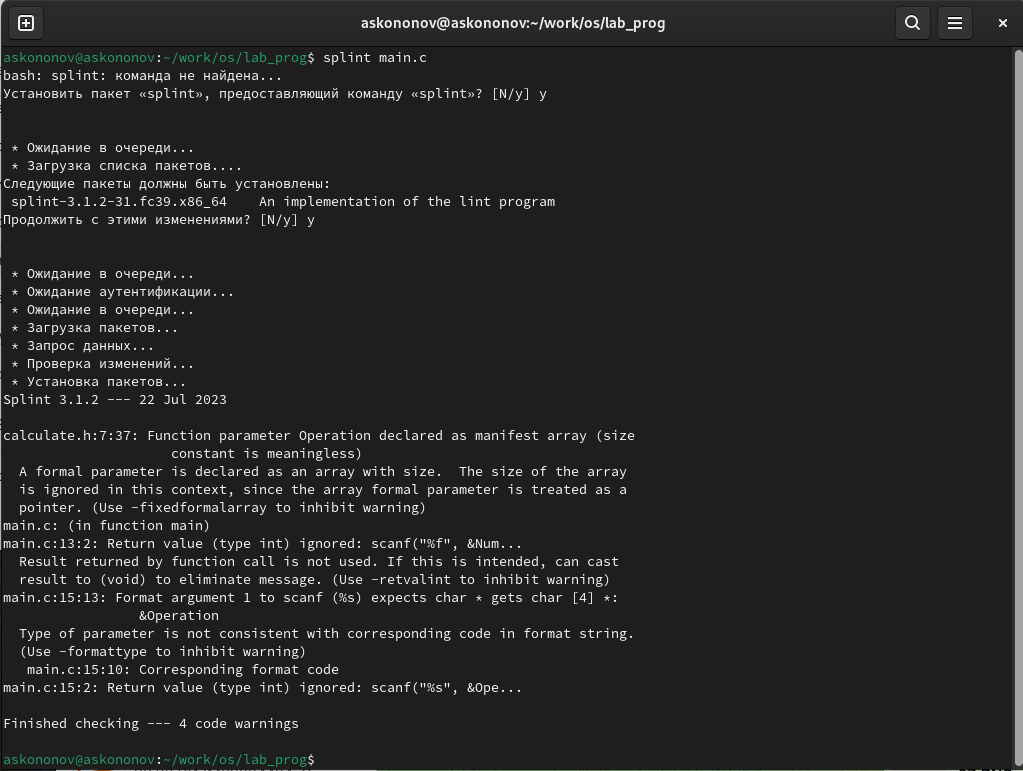 askononov@askononov:~/work/os/lab_prog
askononov@askononov:~/work/os/lab_prog$ splint main.c
bash: splint: команда не найдена...
Установить пакет «splint», предоставляющий команду «splint»? [N/y] y
* Ожидание в очереди...
* Загрузка списка пакетов....
Следующие пакеты должны быть установлены:
splint-3.1.2-31.fc39.x86_64    An implementation of the lint program
Продолжить с этими изменениями? [N/y] y
* Ожидание в очереди...
* Ожидание аутентификации...
* Ожидание в очереди...
* Загрузка пакетов...
* Запрос данных...
* Проверка изменений...
* Установка пакетов...
Splint 3.1.2 --- 22 Jul 2023
calculate.h:7:37: Function parameter Operation declared as manifest array (size
constant is meaningless)
A formal parameter is declared as an array with size.  The size of the array
is ignored in this context, since the array formal parameter is treated as a
pointer. (Use -fixedformalarray to inhibit warning)
main.c: (in function main)
main.c:13:2: Return value (type int) ignored: scanf("%f", &Num...
Result returned by function call is not used. If this is intended, can cast
result to (void) to eliminate message. (Use -retvalint to inhibit warning)
main.c:15:13: Format argument 1 to scanf (%s) expects char * gets char [4] *:
&Operation
Type of parameter is not consistent with corresponding code in format string.
(Use -formattype to inhibit warning)
main.c:15:10: Corresponding format code
main.c:15:2: Return value (type int) ignored: scanf("%s", &Ope...
Finished checking --- 4 code warnings
askononov@askononov:~/work/os/lab_prog$